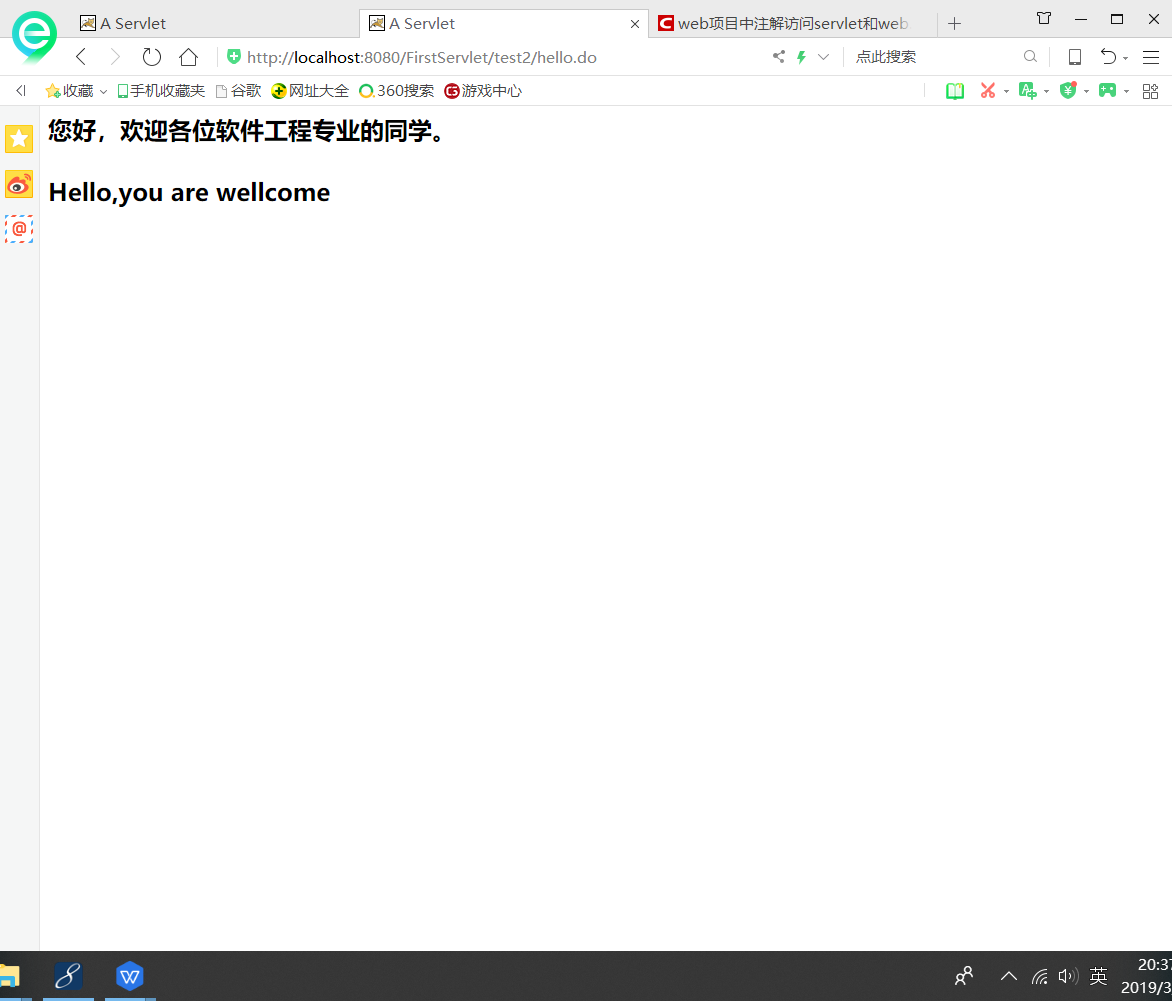 A Servlet
A Servlet
web项目中注解访问servlet和web
http://localhost:8080/FirstServlet/test2/hello.do
点此搜索
收藏
手机收藏夹
谷歌
网址大全
360搜索
游戏中心
您好，欢迎各位软件工程专业的同学。
Hello,you are wellcome
英
20:37
2019/3